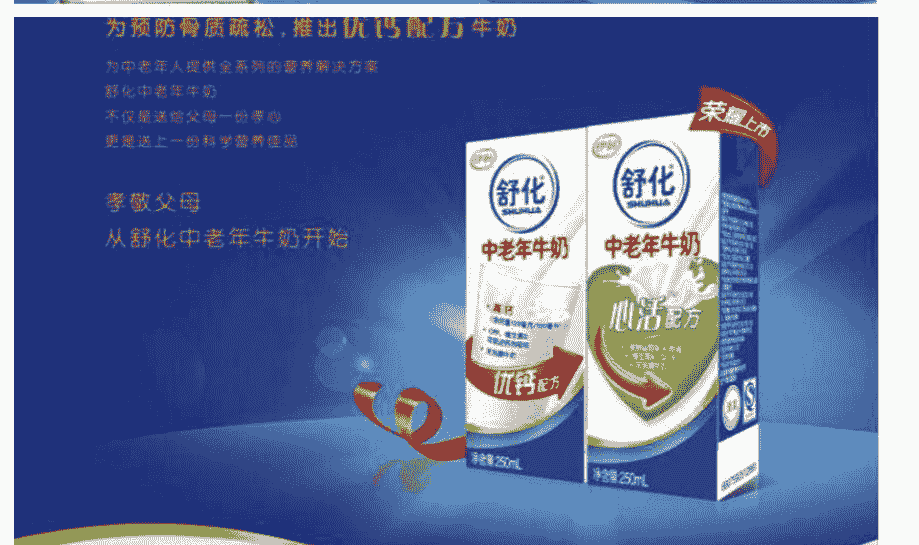 为预防骨质疏松,推出优钙配方牛奶
为中老年人提供全系列的营养解决方案
舒化中老年牛奶
不仅是送给父母一份孝心
更是送上一份科学营养佳品
孝敬父母
从舒化中老年牛奶开始
荣耀上市
伊利
舒化
SHUHUA
中老年牛奶
高钙
优钙配方
净含量250mL
伊利
舒化
SHUHUA
中老年牛奶
心活配方
净含量250mL